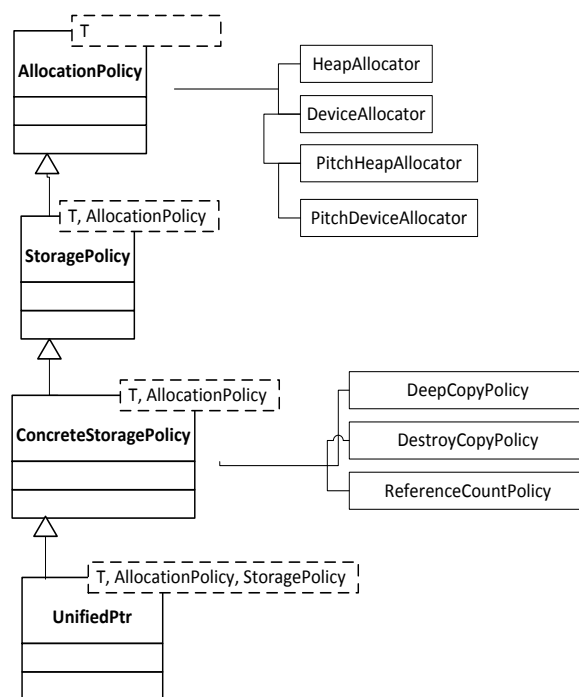 T
AllocationPolicy
HeapAllocator
DeviceAllocator
PitchHeapAllocator
PitchDeviceAllocator
T, AllocationPolicy
StoragePolicy
T, AllocationPolicy
ConcreteStoragePolicy
DeepCopyPolicy
DestroyCopyPolicy
ReferenceCountPolicy
T, AllocationPolicy, StoragePolicy
UnifiedPtr